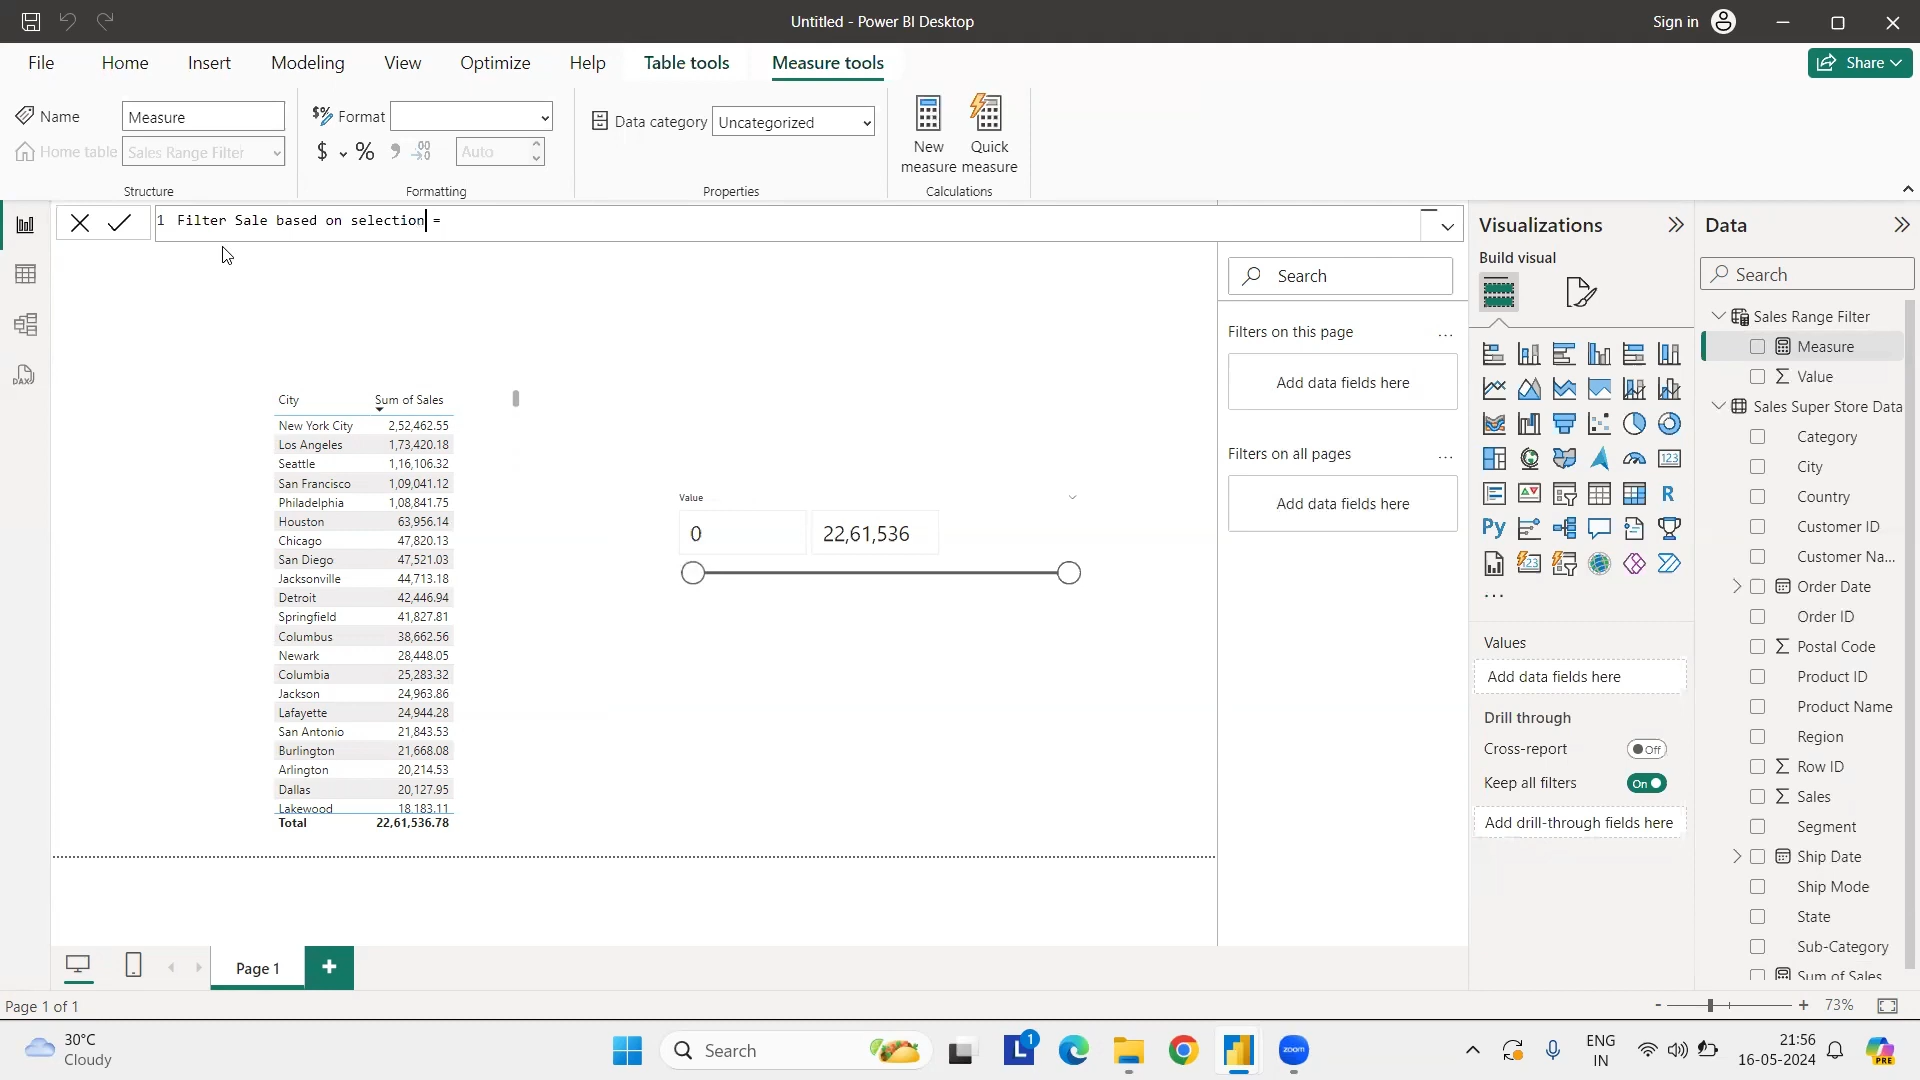 Untitled - Power BI Desktop
Sign in
File
Home
Insert
Modeling
View
Optimize
Help
Table tools
Measure tools
Share
Name
Measure
Home table
Sales Range Filter
Structure
Format
$
%
Auto
Formatting
Data category
Uncategorized
Properties
New measure
Quick measure
Calculations
1 Filter Sale based on selection =
City Sum of Sales
New York City 2,52,462.55
Los Angeles 1,73,420.18
Seattle 1,16,106.32
San Francisco 1,09,041.12
Philadelphia 1,08,841.75
Houston 63,956.14
Chicago 47,820.13
San Diego 47,521.03
Jacksonville 44,713.18
Detroit 42,446.94
Springfield 41,827.81
Columbus 38,662.56
Newark 28,448.05
Columbia 25,283.32
Jackson 24,963.86
Lafayette 24,944.28
San Antonio 21,843.53
Burlington 21,668.08
Arlington 20,214.53
Dallas 20,127.95
Lakewood 18,183.11
Total 22,61,536.78
Value
0
22,61,536
Search
Filters on this page
...
Add data fields here
Filters on all pages
...
Add data fields here
Visualizations
Build visual
123
R
Py
...
Values
Add data fields here
Drill through
Cross-report
Off
Keep all filters
On
Add drill-through fields here
Data
Search
Sales Range Filter
Measure
Value
Sales Super Store Data
Category
City
Country
Customer ID
Customer Na...
Order Date
Order ID
Postal Code
Product ID
Product Name
Region
Row ID
Sales
Segment
Ship Date
Ship Mode
State
Sub-Category
Sum of Sales
DAX
Page 1
+
Page 1 of 1
- + 73%
30°C
Cloudy
Search
L
1
zoom
ENG
IN
21:56
16-05-2024
PRE